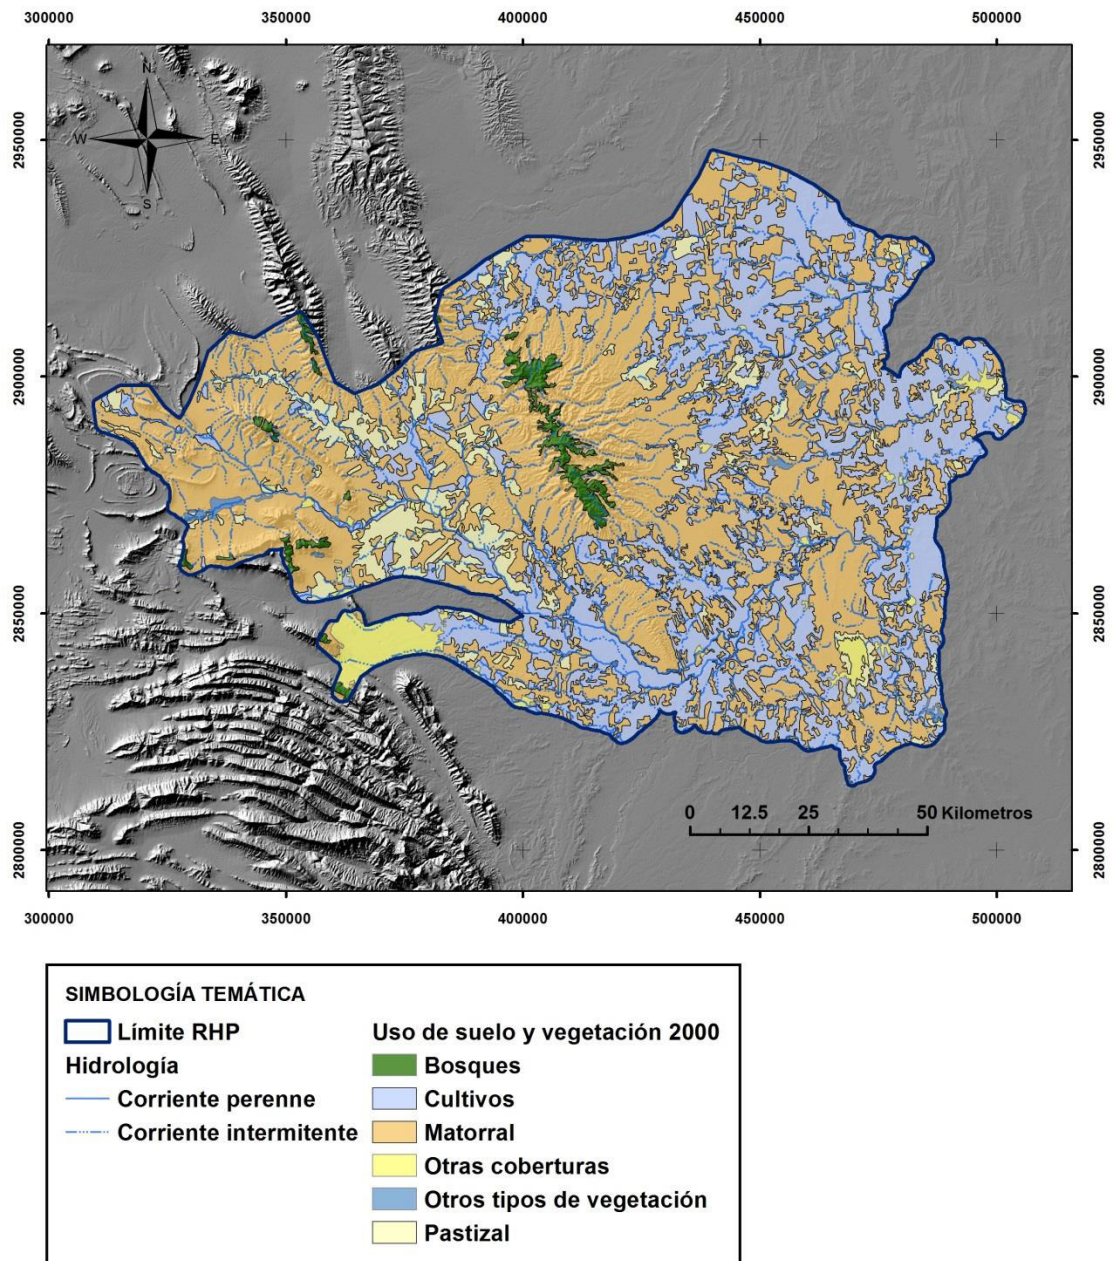 300000 350000 400000 450000 500000
2950000 2950000
N
W E
S
2900000 2900000
2850000 2850000
0 12.5 25 50 Kilometros
2800000 2800000
300000 350000 400000 450000 500000
SIMBOLOGÍA TEMÁTICA
Límite RHP
Hidrología
Corriente perenne
Corriente intermitente
Uso de suelo y vegetación 2000
Bosques
Cultivos
Matorral
Otras coberturas
Otros tipos de vegetación
Pastizal